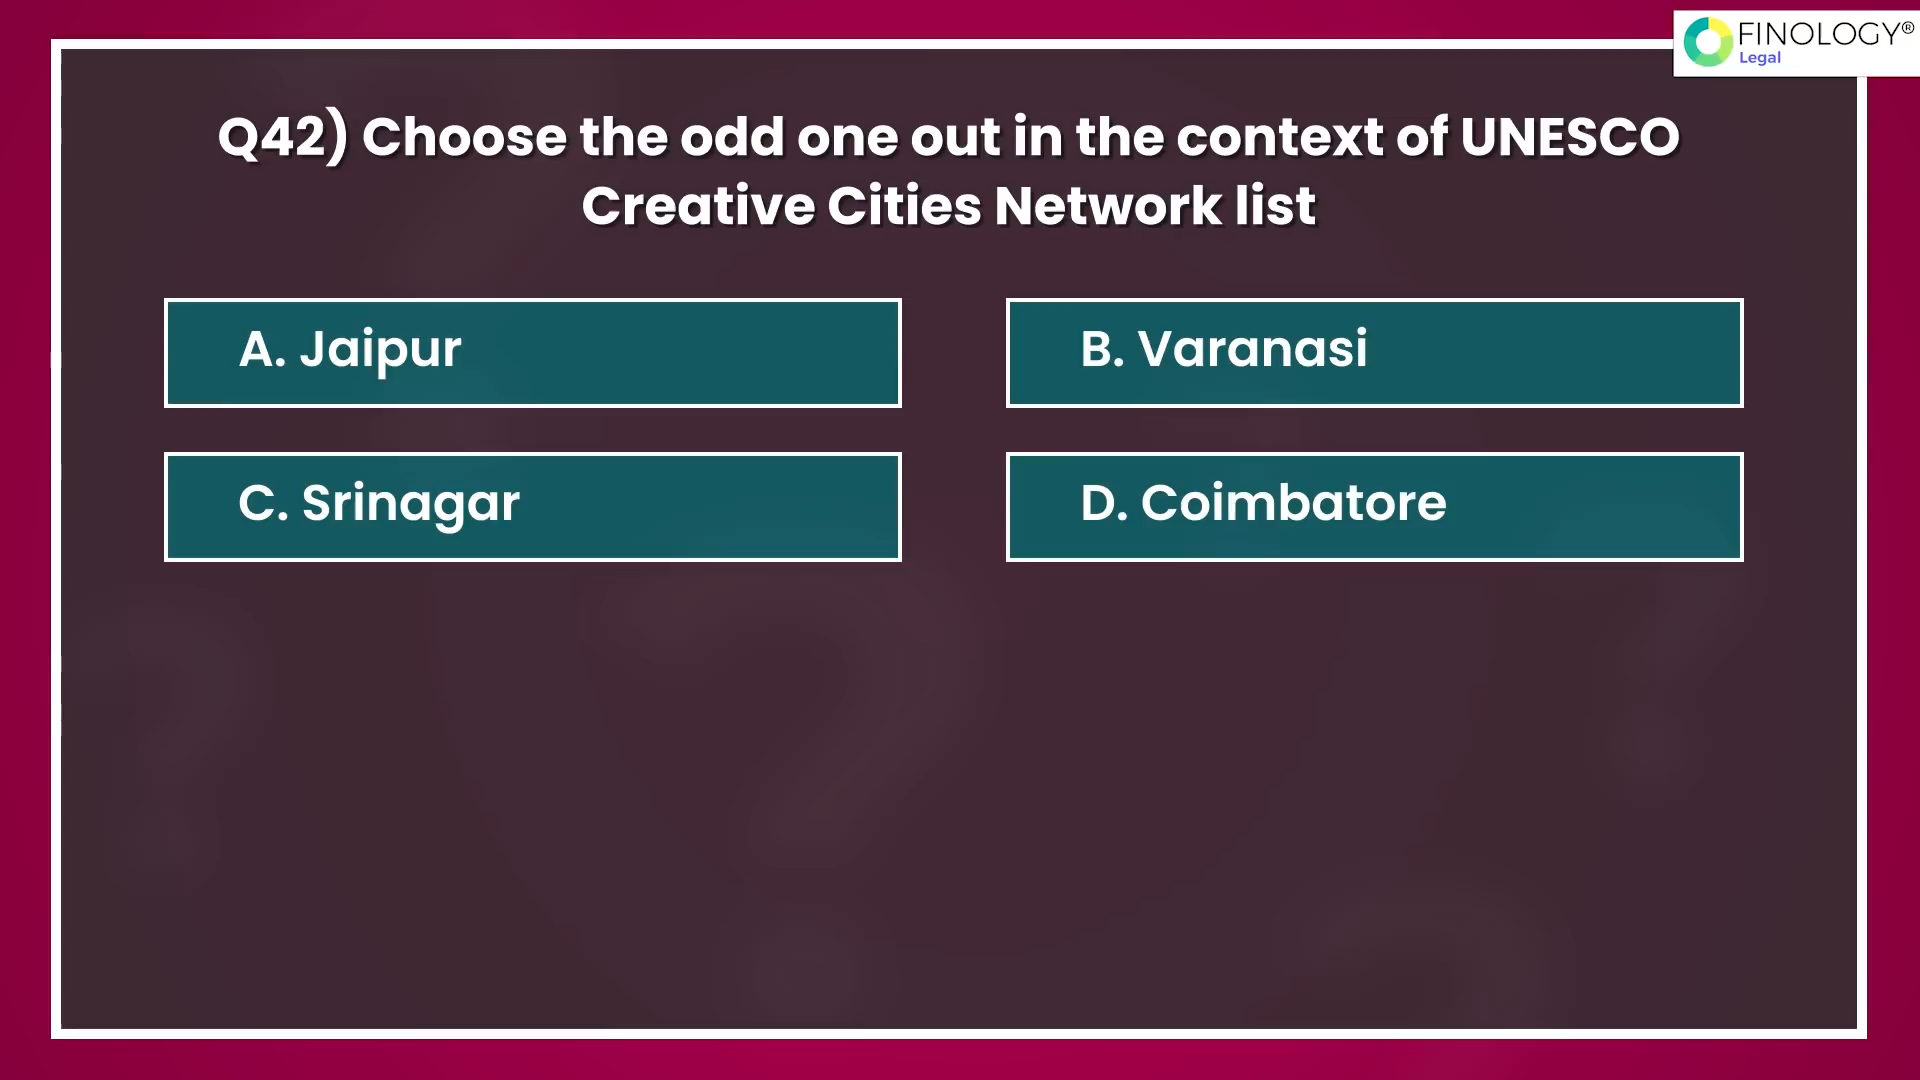 FINOLOGY®
Legal
Q42) Choose the odd one out in the context of UNESCO
Creative Cities Network list
A. Jaipur
B. Varanasi
C. Srinagar
D. Coimbatore